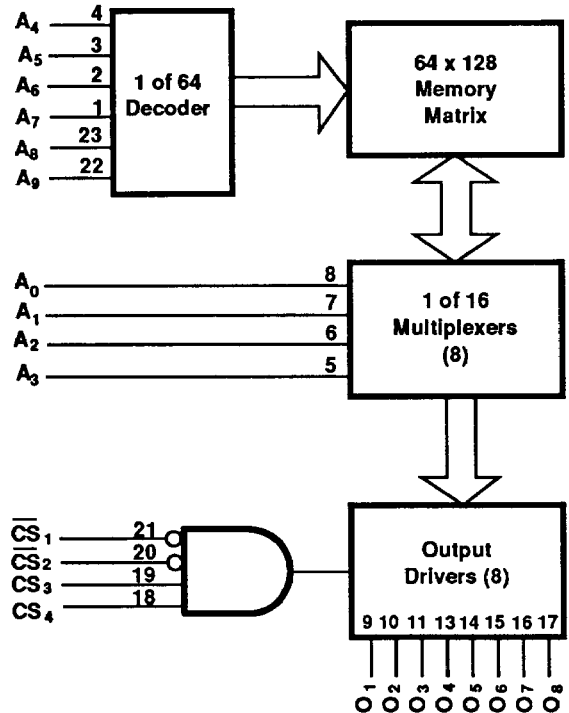 A4 4
A5 3
A6 2
A7 1
A8 23
A9 22
1 of 64
Decoder
64 x 128
Memory
Matrix
A0 8
A1 7
A2 6
A3 5
1 of 16
Multiplexers
(8)
C̅S̅1 21
C̅S̅2 20
CS3 19
CS4 18
Output
Drivers (8)
9 10 11 13 14 15 16 17
O1 O2 O3 O4 O5 O6 O7 O8